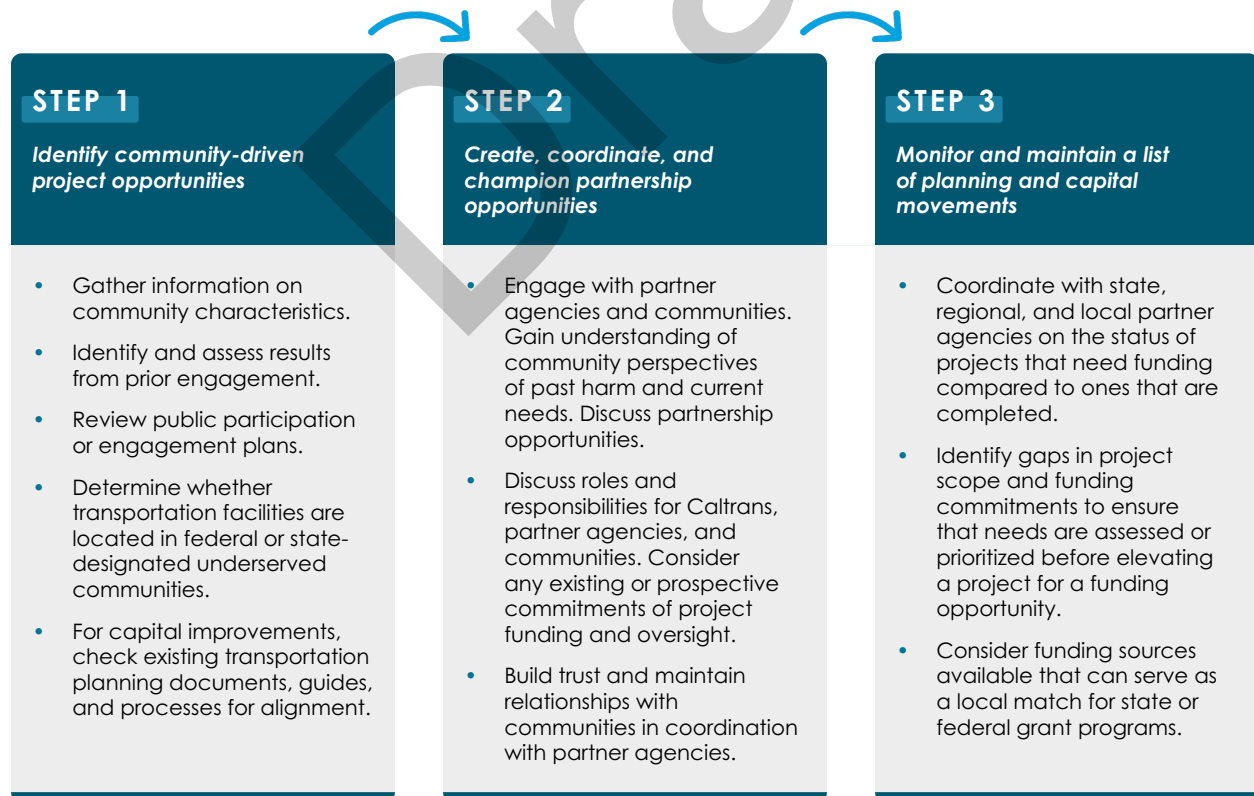 STEP 1
Identify community-driven
project opportunities
• Gather information on
community characteristics.
• Identify and assess results
from prior engagement.
• Review public participation
or engagement plans.
• Determine whether
transportation facilities are
located in federal or state-
designated underserved
communities.
• For capital improvements,
check existing transportation
planning documents, guides,
and processes for alignment.
STEP 2
Create, coordinate, and
champion partnership
opportunities
• Engage with partner
agencies and communities.
Gain understanding of
community perspectives
of past harm and current
needs. Discuss partnership
opportunities.
• Discuss roles and
responsibilities for Caltrans,
partner agencies, and
communities. Consider
any existing or prospective
commitments of project
funding and oversight.
• Build trust and maintain
relationships with
communities in coordination
with partner agencies.
STEP 3
Monitor and maintain a list
of planning and capital
movements
• Coordinate with state,
regional, and local partner
agencies on the status of
projects that need funding
compared to ones that are
completed.
• Identify gaps in project
scope and funding
commitments to ensure
that needs are assessed or
prioritized before elevating
a project for a funding
opportunity.
• Consider funding sources
available that can serve as
a local match for state or
federal grant programs.